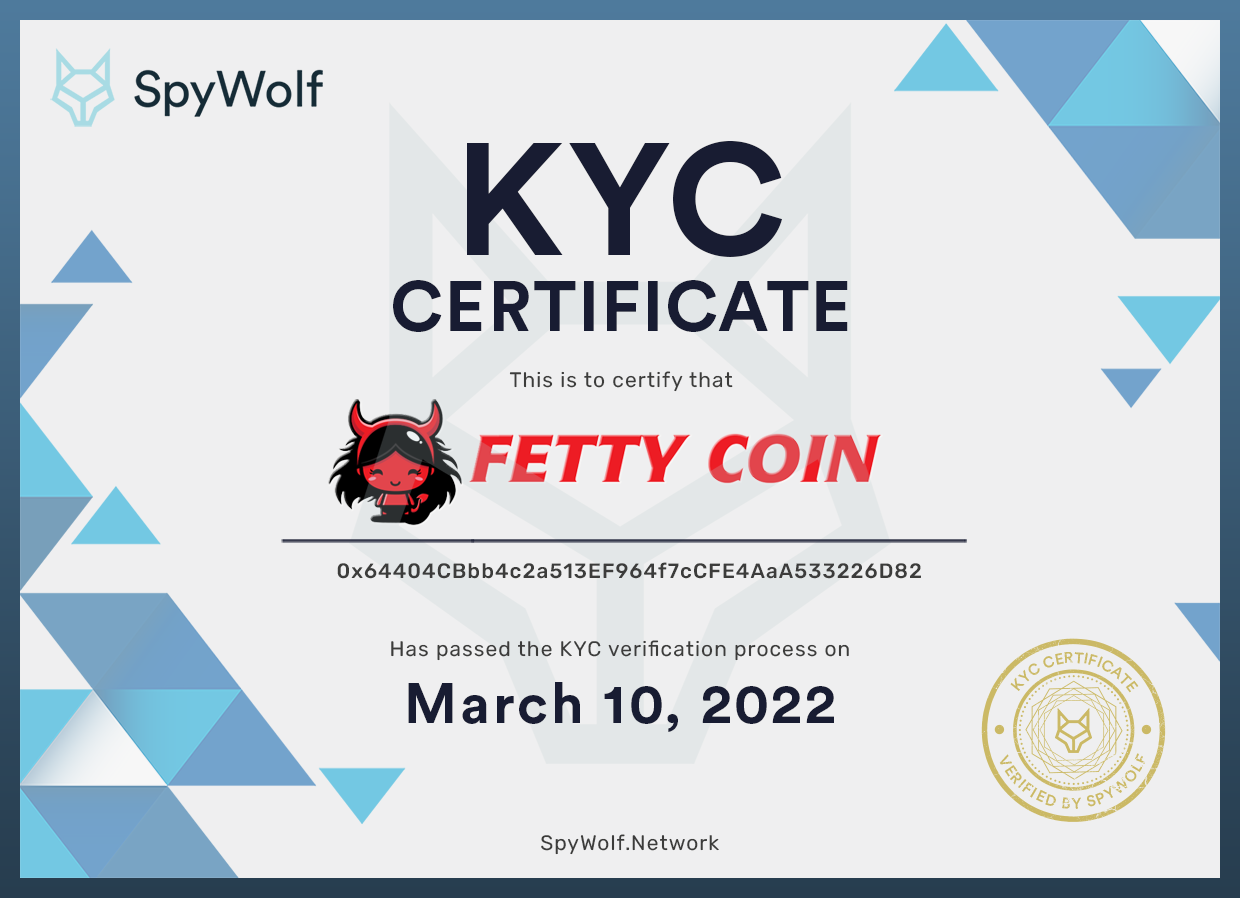 SpyWolf
KYC
CERTIFICATE
This is to certify that
FETTY COIN
0x64404CBbb4c2a513EF964f7cCFE4AaA533226D82
Has passed the KYC verification process on
March 10, 2022
KYC CERTIFICATE
VERIFIED BY SPYWOLF
SpyWolf.Network